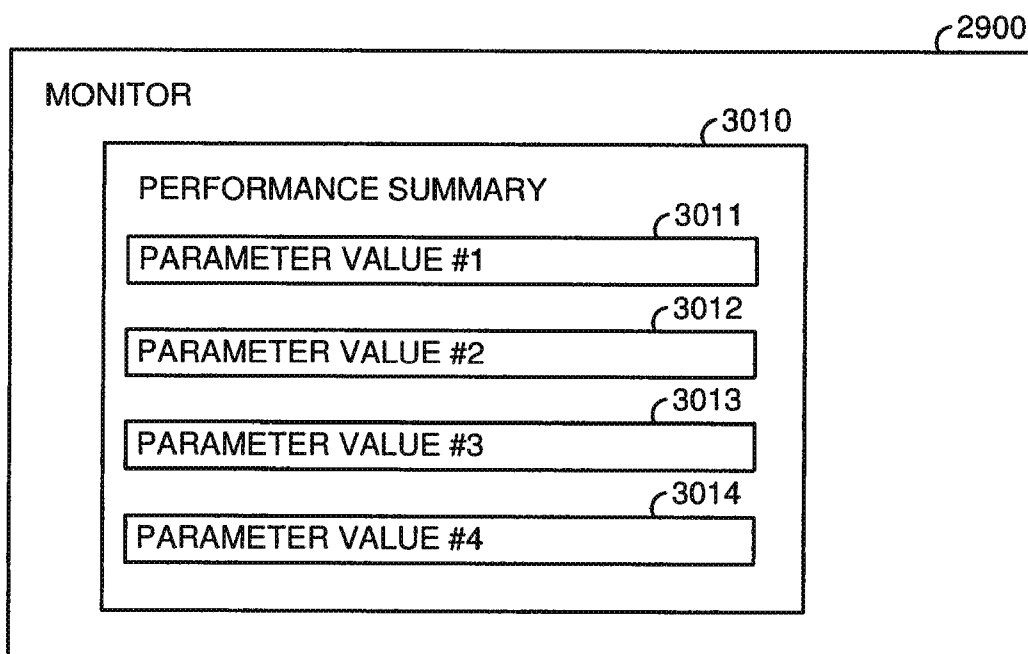 2900
MONITOR
3010
PERFORMANCE SUMMARY
3011
PARAMETER VALUE #1
3012
PARAMETER VALUE #2
3013
PARAMETER VALUE #3
3014
PARAMETER VALUE #4